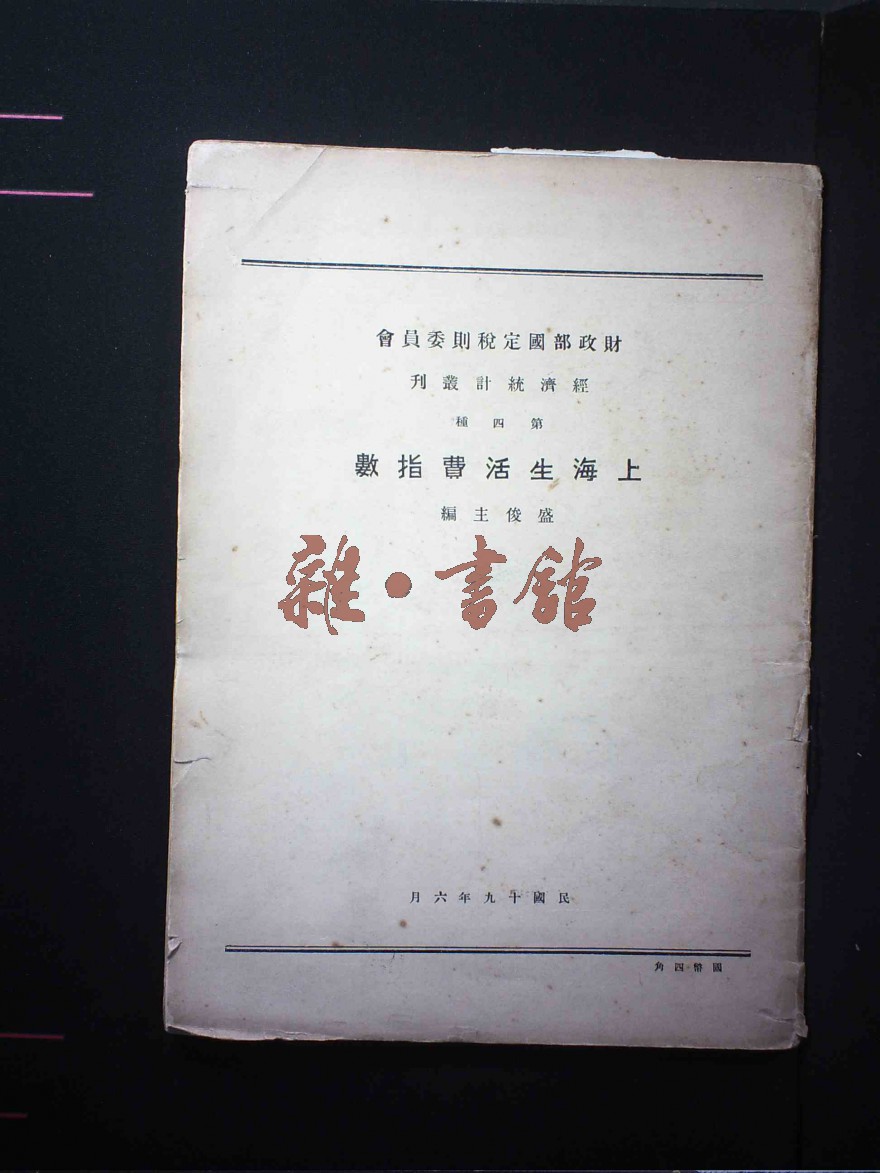 財政部國定稅則委員會
經濟統計叢刊
第四種
上海生活費指數
盛俊主編
雜·書館
民國十九年六月
國幣四角